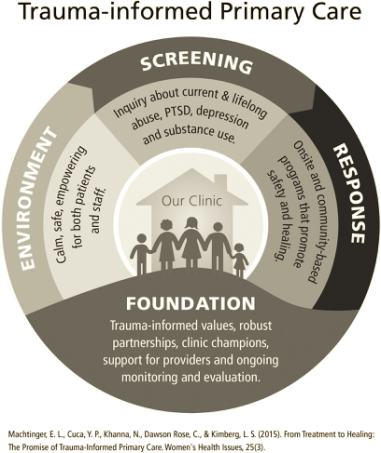 Trauma-informed Primary Care
SCREENING
Inquiry about current & lifelong
abuse, PTSD, depression
and substance use.
ENVIRONMENT
Calm, safe, empowering
for both patients
and staff.
RESPONSE
Onsite and community-based
programs that promote
safety and healing.
Our Clinic
FOUNDATION
Trauma-informed values, robust
partnerships, clinic champions,
support for providers and ongoing
monitoring and evaluation.
Machtinger, E. L., Cuca, Y. P., Khanna, N., Dawson Rose, C., & Kimberg, L. S. (2015). From Treatment to Healing:
The Promise of Trauma-Informed Primary Care. Women's Health Issues, 25(3).